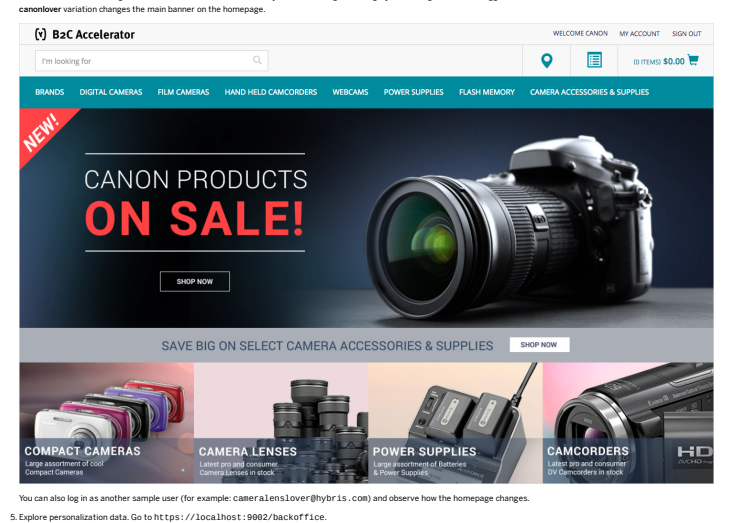 canonlover variation changes the main banner on the homepage.
(Y) B2C Accelerator
WELCOME CANON MY ACCOUNT SIGN OUT
I'm looking for
(0 ITEMS) $0.00
BRANDS DIGITAL CAMERAS FILM CAMERAS HAND HELD CAMCORDERS WEBCAMS POWER SUPPLIES FLASH MEMORY CAMERA ACCESSORIES & SUPPLIES
NEW!
CANON PRODUCTS
ON SALE!
SHOP NOW
SAVE BIG ON SELECT CAMERA ACCESSORIES & SUPPLIES SHOP NOW
COMPACT CAMERAS
Large assortment of cool
Compact Cameras
CAMERA LENSES
Latest pro and consumer
Camera Lenses in stock
POWER SUPPLIES
Large assortment of Batteries
& Power Supplies
CAMCORDERS
Latest pro and consumer
DV Camcorders in stock
HD
You can also log in as another sample user (for example: cameralenslover@hybris.com) and observe how the homepage changes.
5. Explore personalization data. Go to https://localhost:9002/backoffice.